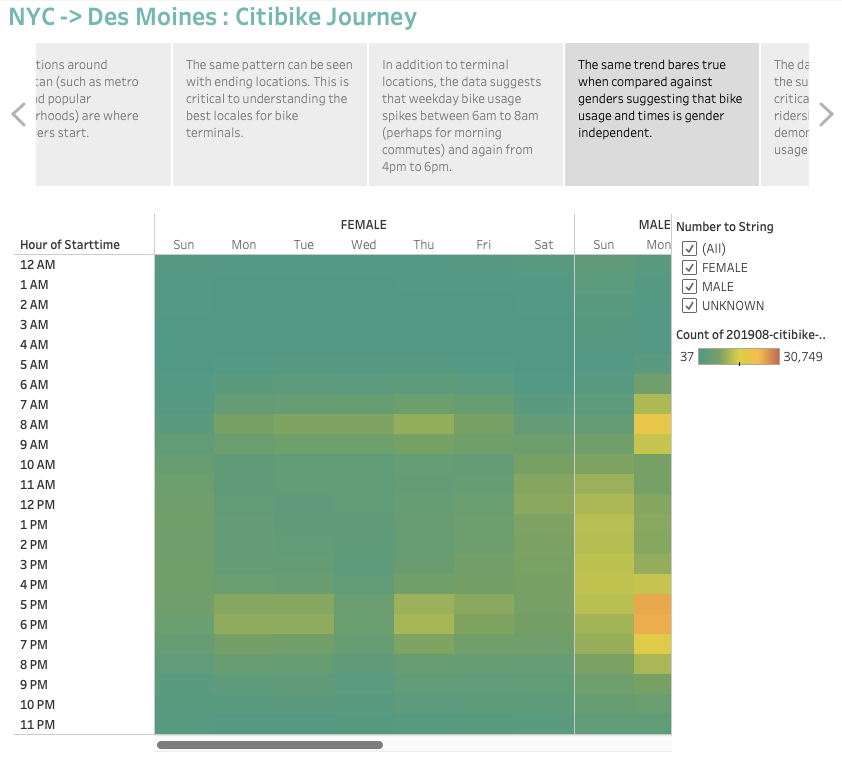 NYC -> Des Moines : Citibike Journey
tions around
can (such as metro
nd popular
rhoods) are where
ers start.
The same pattern can be seen
with ending locations. This is
critical to understanding the
best locales for bike
terminals.
In addition to terminal
locations, the data suggests
that weekday bike usage
spikes between 6am to 8am
(perhaps for morning
commutes) and again from
4pm to 6pm.
The same trend bares true
when compared against
genders suggesting that bike
usage and times is gender
independent.
The da
the su
critica
ridersl
demor
usage
FEMALE
MALE
Hour of Starttime
Sun Mon Tue Wed Thu Fri Sat Sun Mon
12 AM
1 AM
2 AM
3 AM
4 AM
5 AM
6 AM
7 AM
8 AM
9 AM
10 AM
11 AM
12 PM
1 PM
2 PM
3 PM
4 PM
5 PM
6 PM
7 PM
8 PM
9 PM
10 PM
11 PM
Number to String
(All)
FEMALE
MALE
UNKNOWN
Count of 201908-citibike-..
37 30,749